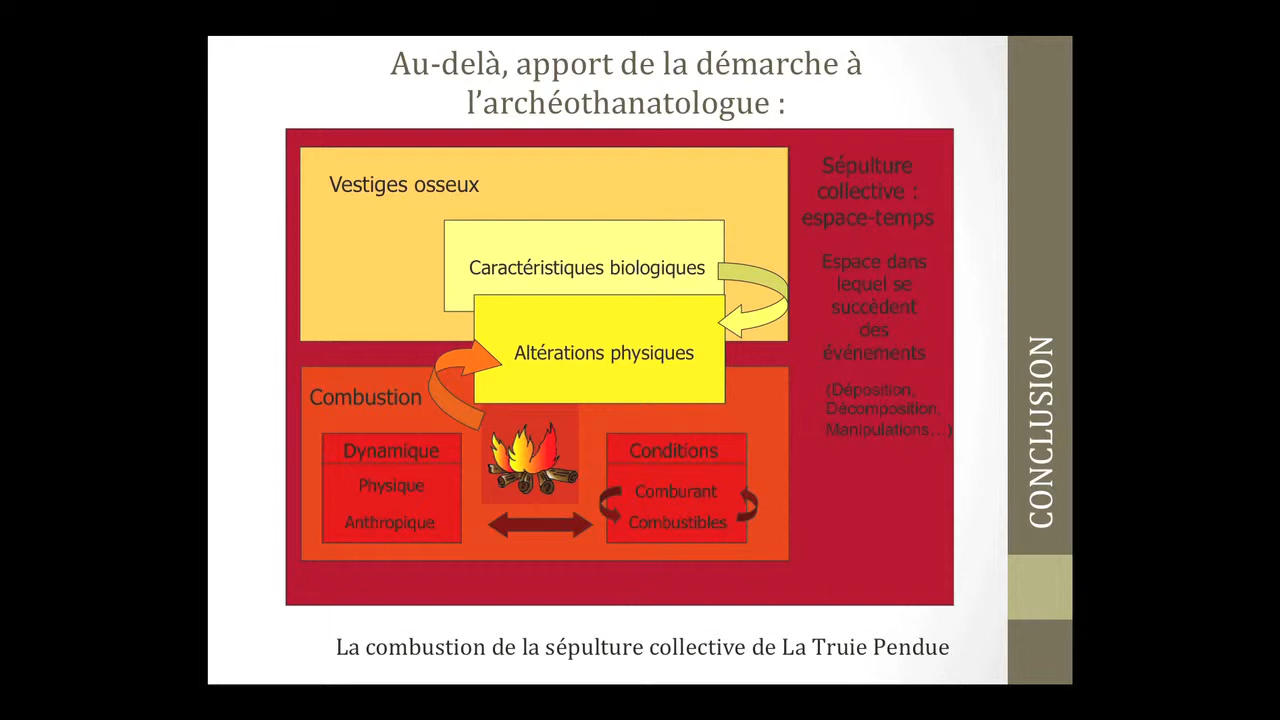 Au-delà, apport de la démarche à
l’archéothanatologue :
Vestiges osseux
Caractéristiques biologiques
Altérations physiques
Combustion
Dynamique
Physique
Anthropique
Conditions
Comburant
Combustibles
Sépulture
collective :
espace-temps
Espace dans
lequel se
succèdent
des
événements
(Déposition,
Décomposition,
Manipulations…)
La combustion de la sépulture collective de La Truie Pendue
CONCLUSION